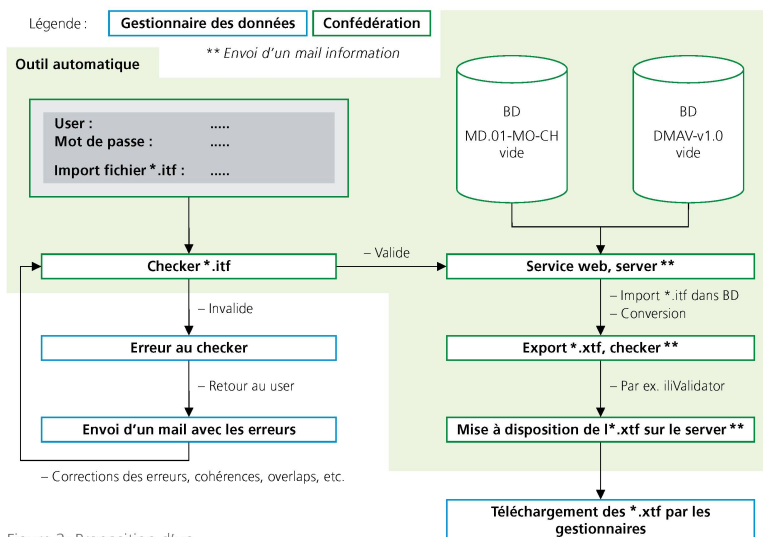 Légende :
Gestionnaire des données
Confédération
** Envoi d'un mail information
Outil automatique
User : .....
Mot de passe : .....
Import fichier *.itf : .....
BD
MD.01-MO-CH
vide
BD
DMAV-v1.0
vide
Checker *.itf
– Valide
Service web, server **
– Invalide
– Import *.itf dans BD
– Conversion
Erreur au checker
Export *.xtf, checker **
– Retour au user
– Par ex. iliValidator
Envoi d'un mail avec les erreurs
Mise à disposition de l*.xtf sur le server **
– Corrections des erreurs, cohérences, overlaps, etc.
Téléchargement des *.xtf par les
gestionnaires